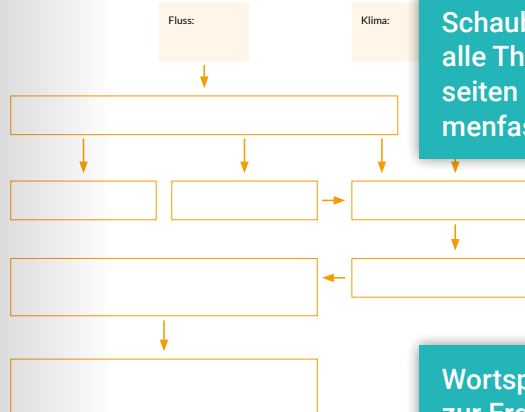 Fluss:
Klima:
Schaub
alle Th
seiten
menfas
Wortsp